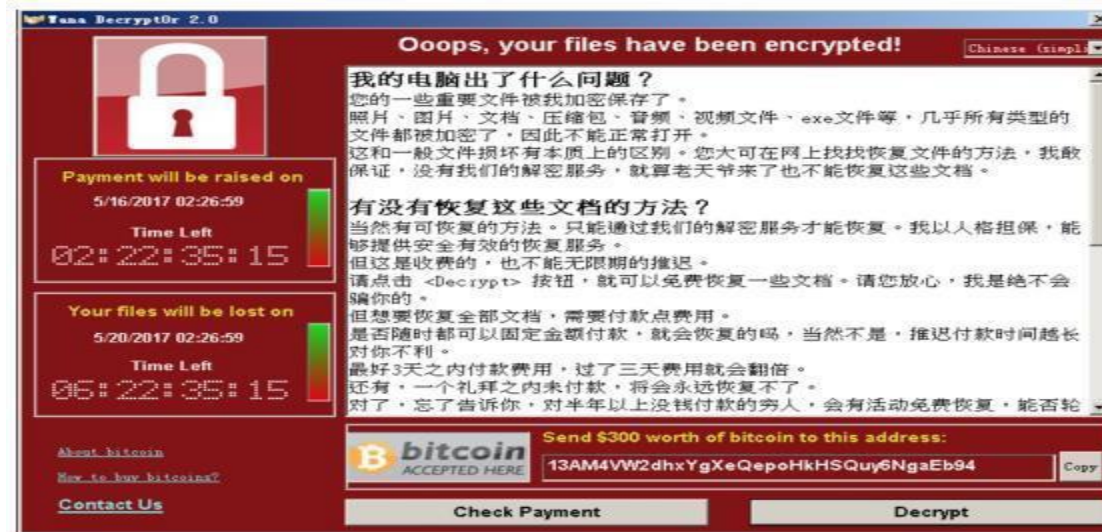 Wana Decrypt0r 2.0
Ooops, your files have been encrypted!
Chinese (simpli
我的电脑出了什么问题？
您的一些重要文件被我加密保存了。
照片、图片、文档、压缩包、音频、视频文件、exe文件等，几乎所有类型的
文件都被加密了，因此不能正常打开。
这和一般文件损坏有本质上的区别。您大可在网上找找恢复文件的方法，我敢
保证，没有我们的解密服务，就算老天爷来了也不能恢复这些文档。
有没有恢复这些文档的方法？
当然有可恢复的方法。只能通过我们的解密服务才能恢复。我以人格担保，能
够提供安全有效的恢复服务。
但这是收费的，也不能无限期的推迟。
请点击 <Decrypt> 按钮，就可以免费恢复一些文档。请您放心，我是绝不会
骗你的。
但想要恢复全部文档，需要付款点费用。
是否随时都可以固定金额付款，就会恢复的吗，当然不是，推迟付款时间越长
对你不利。
最好3天之内付款费用，过了三天费用就会翻倍。
还有，一个礼拜之内未付款，将会永远恢复不了。
对了，忘了告诉你，对半年以上没钱付款的穷人，会有活动免费恢复，能否轮
Payment will be raised on
5/16/2017 02:26:59
Time Left
02:22:35:15
Your files will be lost on
5/20/2017 02:26:59
Time Left
06:22:35:15
About bitcoin
How to buy bitcoins?
Contact Us
bitcoin
ACCEPTED HERE
Send $300 worth of bitcoin to this address:
13AM4VW2dhxYgXeQepoHkHSQuy6NgaEb94
Copy
Check Payment
Decrypt